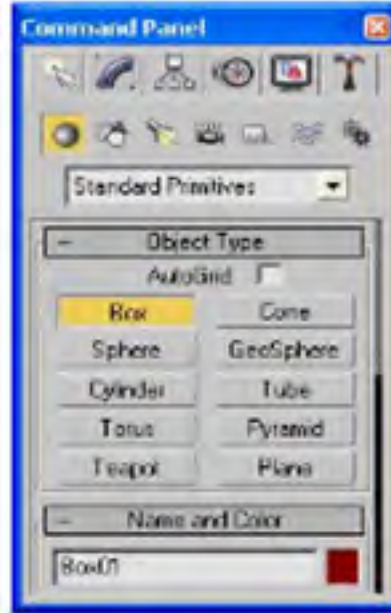 Command Panel
Standard Primitives
Object Type
AutoGrid
Box Cone
Sphere GeoSphere
Cylinder Tube
Torus Pyramid
Teapot Plane
Name and Color
Box01